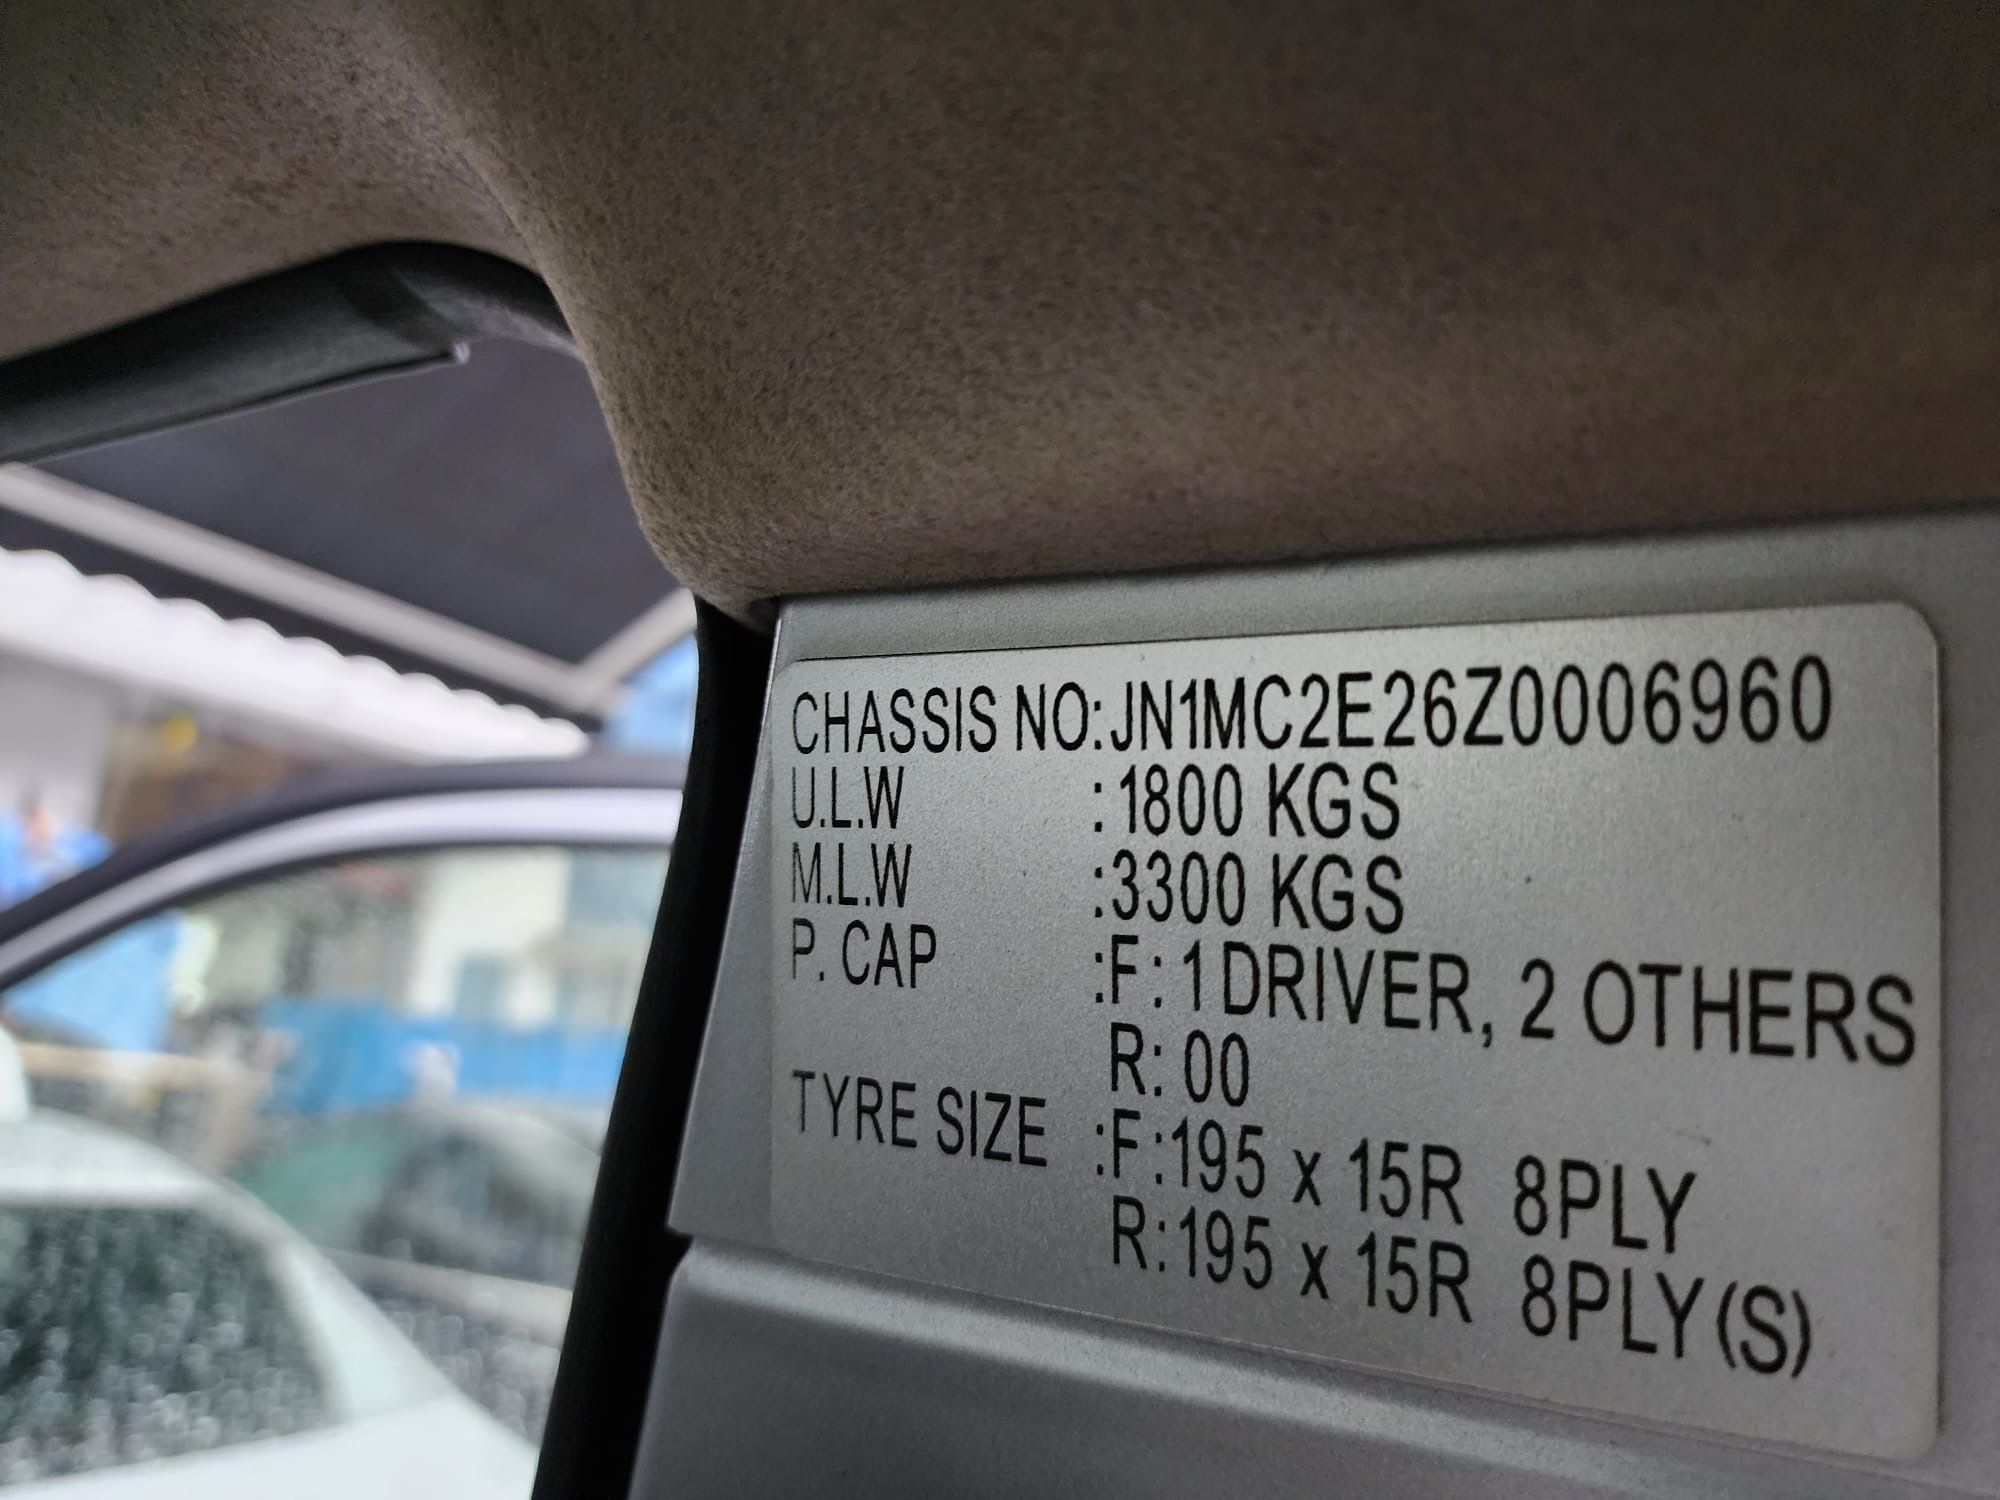 CHASSIS NO:JN1MC2E26Z0006960
U.L.W :1800 KGS
M.L.W :3300 KGS
P. CAP :F: 1 DRIVER, 2 OTHERS
R: 00
TYRE SIZE :F:195 x 15R 8PLY
R:195 x 15R 8PLY(S)